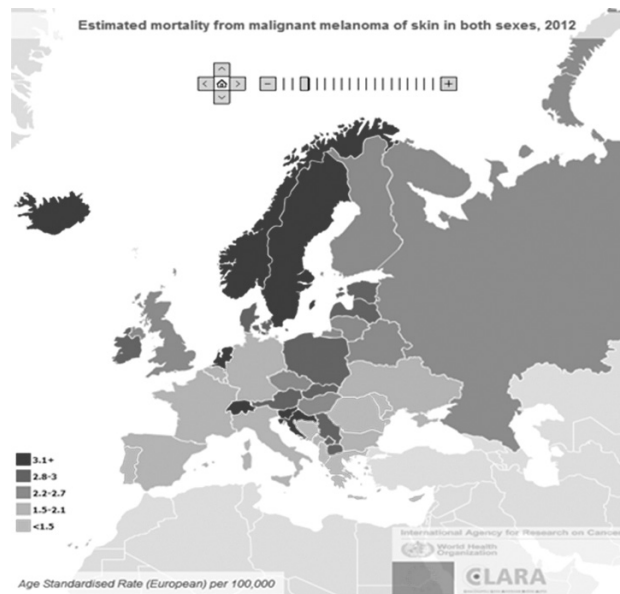 Estimated mortality from malignant melanoma of skin in both sexes, 2012
3.1+
2.8-3
2.2-2.7
1.5-2.1
<1.5
International Agency for Research on Cancer
World Health
Organization
CLARA
Age Standardised Rate (European) per 100,000